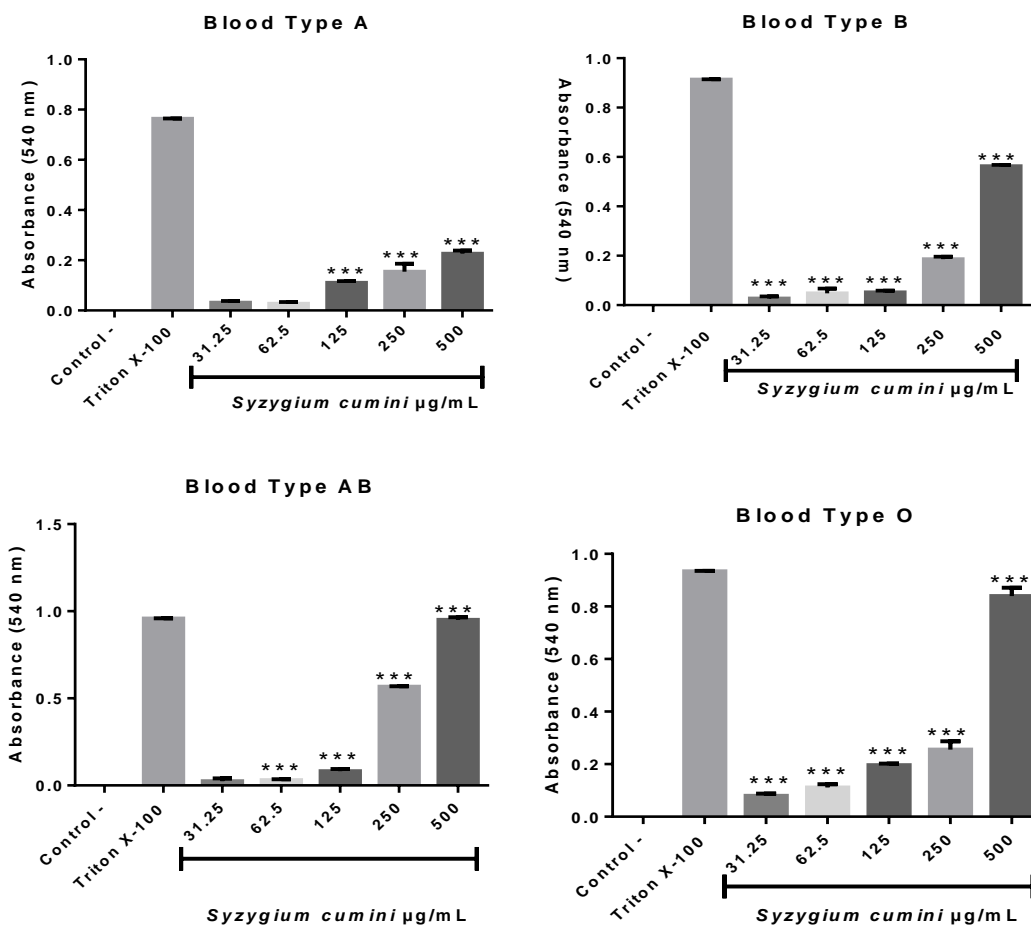 Blood Type A
Absorbance (540 nm)
1.0
0.8
0.6
0.4
0.2
0.0
***
***
***
Control -
Triton X-100
31.25
62.5
125
250
500
Syzygium cumini µg/mL
Blood Type B
Absorbance (540 nm)
1.0
0.8
0.6
0.4
0.2
0.0
***
***
***
***
***
Control -
Triton X-100
31.25
62.5
125
250
500
Syzygium cumini µg/mL
Blood Type AB
Absorbance (540 nm)
1.5
1.0
0.5
0.0
***
***
***
***
Control -
Triton X-100
31.25
62.5
125
250
500
Syzygium cumini µg/mL
Blood Type O
Absorbance (540 nm)
1.0
0.8
0.6
0.4
0.2
0.0
***
***
***
***
***
Control -
Triton X-100
31.25
62.5
125
250
500
Syzygium cumini µg/mL